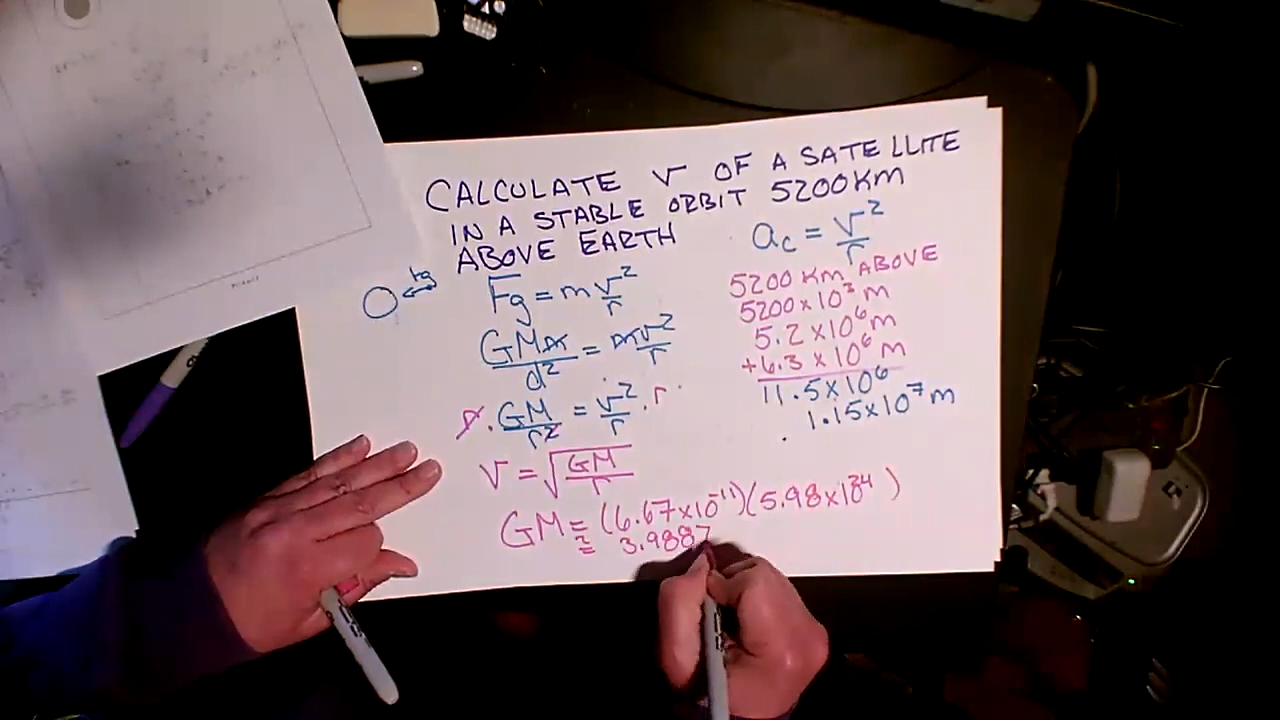 CALCULATE v OF A SATELLITE
IN A STABLE ORBIT 5200KM
ABOVE EARTH
Fg = m v²/r
GMm/d² = mv²/r
r · GM/r² = v²/r · r
v = √(GM/r)
ac = v²/r
5200 KM ABOVE
5200×10³ m
5.2×10⁶ m
+6.3×10⁶ m
11.5×10⁶
1.15×10⁷ m
GM = (6.67×10⁻¹¹)(5.98×10²⁴)
= 3.9887